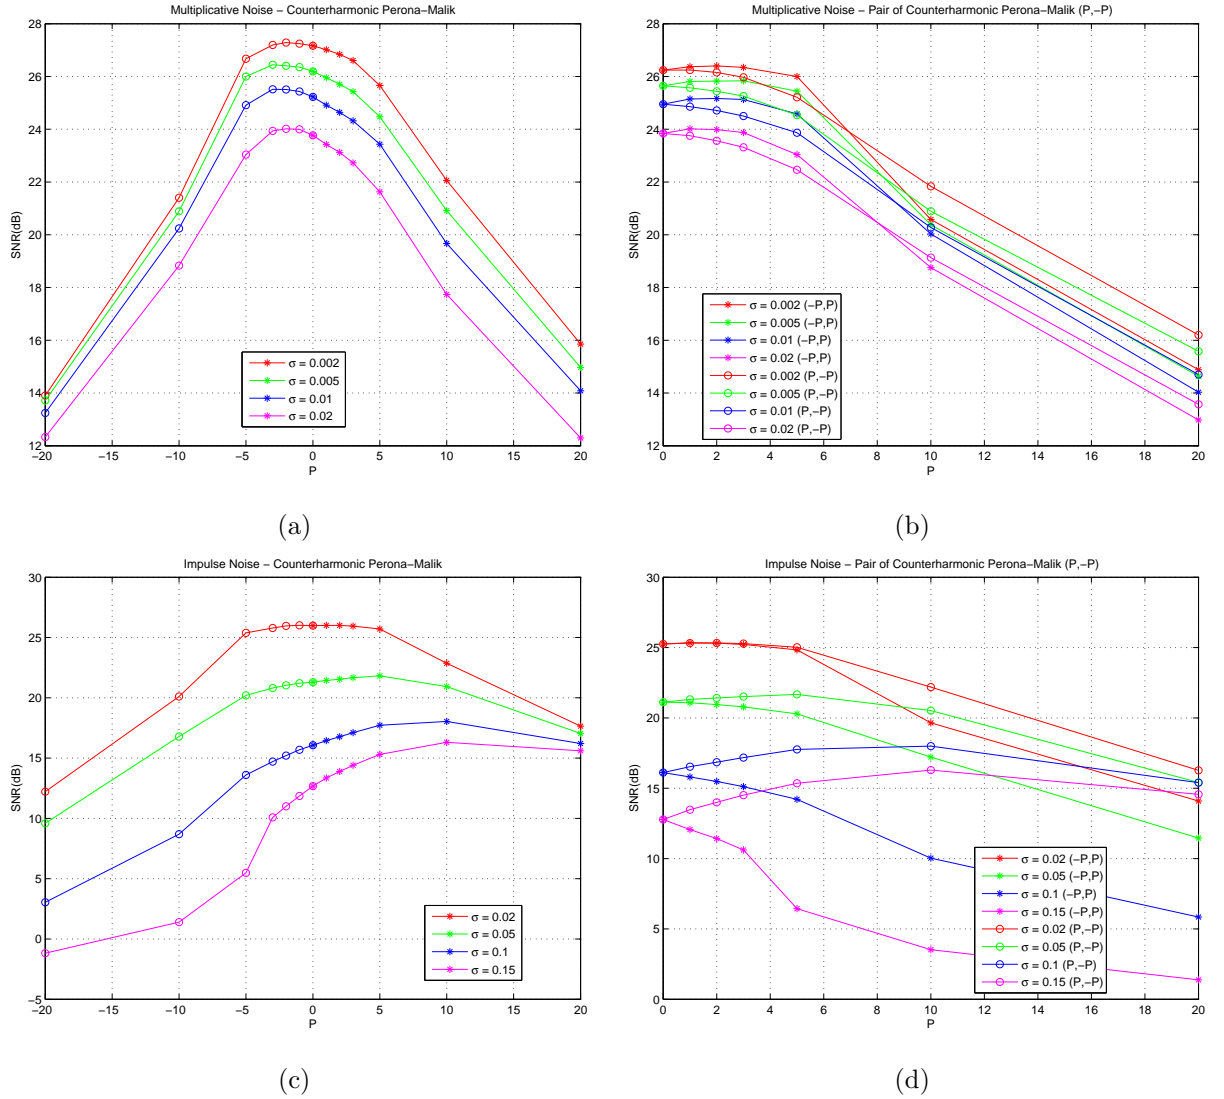 Multiplicative Noise − Counterharmonic Perona−Malik
28
26
24
22
20
18
16
14
12
SNR(dB)
−20 −15 −10 −5 0 5 10 15 20
P
σ = 0.002
σ = 0.005
σ = 0.01
σ = 0.02
(a)
Multiplicative Noise − Pair of Counterharmonic Perona−Malik (P,−P)
28
26
24
22
20
18
16
14
12
SNR(dB)
0 2 4 6 8 10 12 14 16 18 20
P
σ = 0.002 (−P,P)
σ = 0.005 (−P,P)
σ = 0.01 (−P,P)
σ = 0.02 (−P,P)
σ = 0.002 (P,−P)
σ = 0.005 (P,−P)
σ = 0.01 (P,−P)
σ = 0.02 (P,−P)
(b)
Impulse Noise − Counterharmonic Perona−Malik
30
25
20
15
10
5
0
−5
SNR(dB)
−20 −15 −10 −5 0 5 10 15 20
P
σ = 0.02
σ = 0.05
σ = 0.1
σ = 0.15
(c)
Impulse Noise − Pair of Counterharmonic Perona−Malik (P,−P)
30
25
20
15
10
5
0
SNR(dB)
0 2 4 6 8 10 12 14 16 18 20
P
σ = 0.02 (−P,P)
σ = 0.05 (−P,P)
σ = 0.1 (−P,P)
σ = 0.15 (−P,P)
σ = 0.02 (P,−P)
σ = 0.05 (P,−P)
σ = 0.1 (P,−P)
σ = 0.15 (P,−P)
(d)